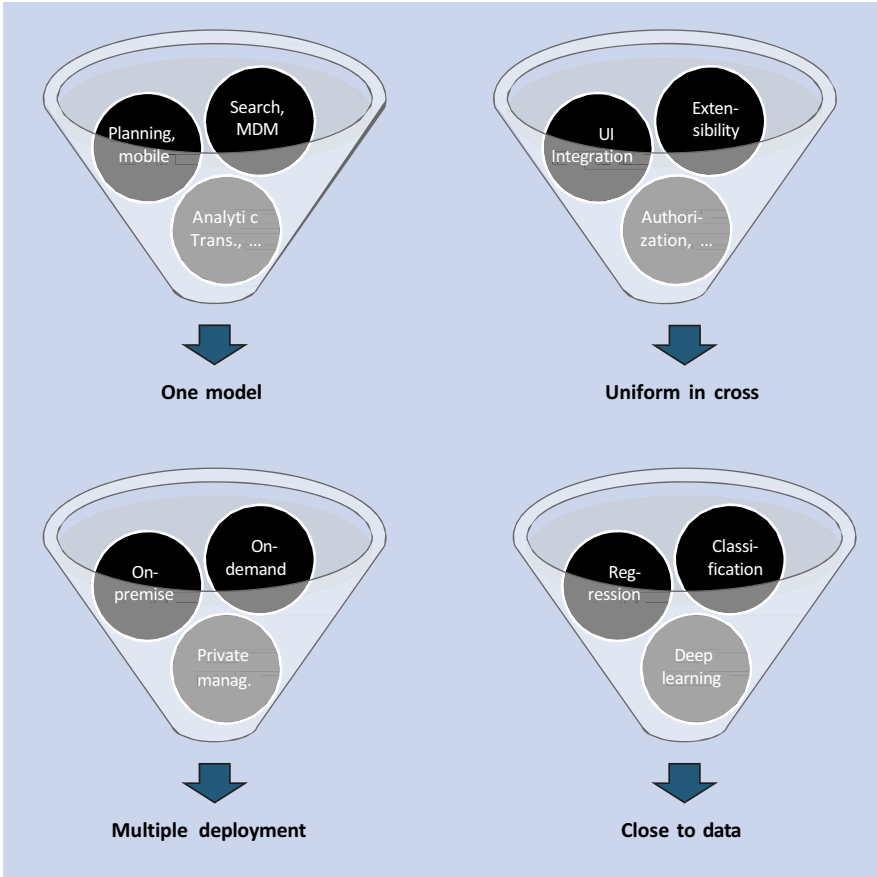 Planning,
mobile
Search,
MDM
Analyti c
Trans., ...
One model
UI
Integration
Exten-
sibility
Authori-
zation, ...
Uniform in cross
On-
premise
On-
demand
Private
manag.
Multiple deployment
Reg-
ression
Classi-
fication
Deep
learning
Close to data